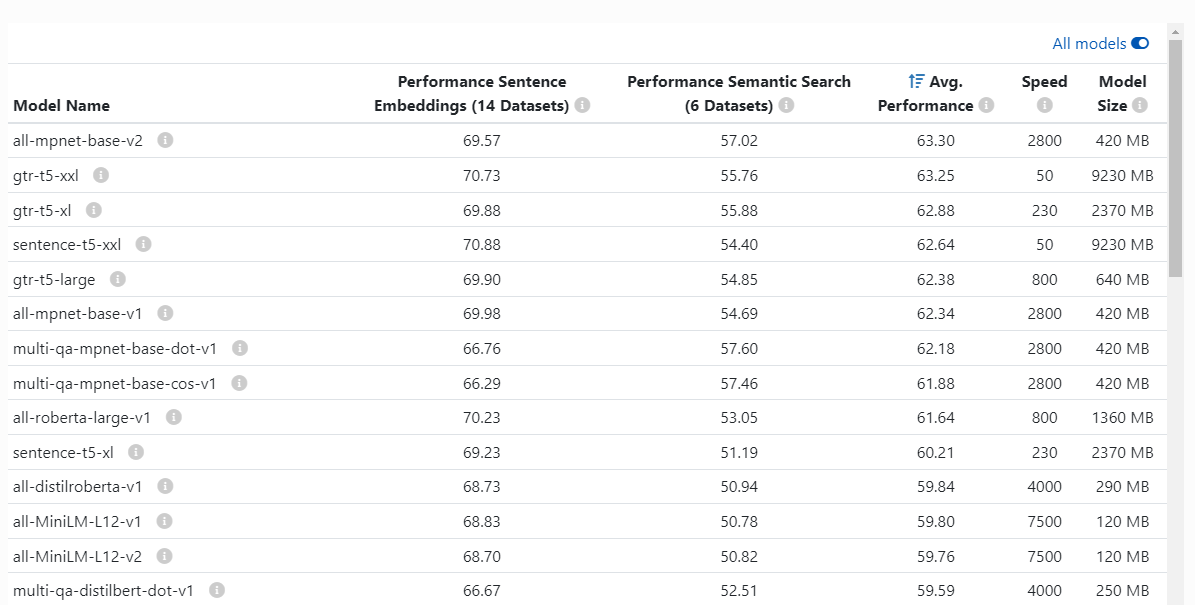 All models
Model Name Performance Sentence Embeddings (14 Datasets) Performance Semantic Search (6 Datasets) Avg. Performance Speed Model Size
all-mpnet-base-v2 69.57 57.02 63.30 2800 420 MB
gtr-t5-xxl 70.73 55.76 63.25 50 9230 MB
gtr-t5-xl 69.88 55.88 62.88 230 2370 MB
sentence-t5-xxl 70.88 54.40 62.64 50 9230 MB
gtr-t5-large 69.90 54.85 62.38 800 640 MB
all-mpnet-base-v1 69.98 54.69 62.34 2800 420 MB
multi-qa-mpnet-base-dot-v1 66.76 57.60 62.18 2800 420 MB
multi-qa-mpnet-base-cos-v1 66.29 57.46 61.88 2800 420 MB
all-roberta-large-v1 70.23 53.05 61.64 800 1360 MB
sentence-t5-xl 69.23 51.19 60.21 230 2370 MB
all-distilroberta-v1 68.73 50.94 59.84 4000 290 MB
all-MiniLM-L12-v1 68.83 50.78 59.80 7500 120 MB
all-MiniLM-L12-v2 68.70 50.82 59.76 7500 120 MB
multi-qa-distilbert-dot-v1 66.67 52.51 59.59 4000 250 MB